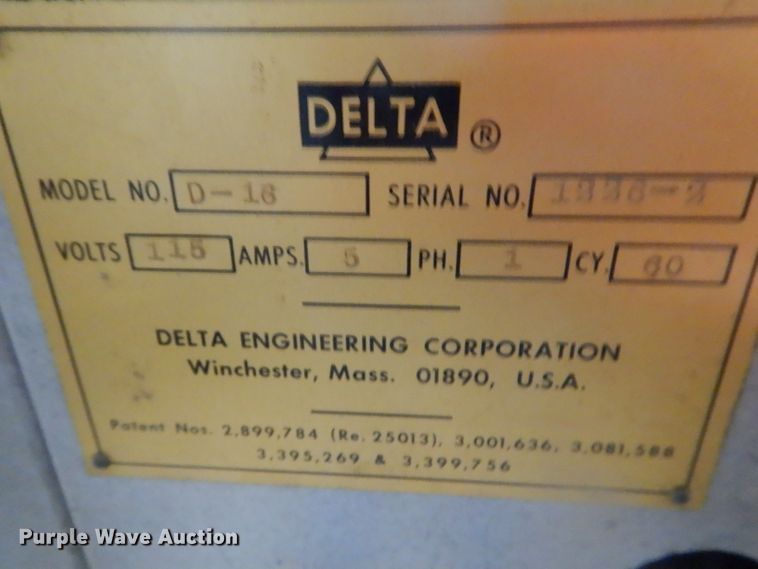 DELTA ®
MODEL NO. D-16 SERIAL NO. 1226-2
VOLTS 115 AMPS. 5 PH. 1 CY. 60
DELTA ENGINEERING CORPORATION
Winchester, Mass. 01890, U.S.A.
Patent Nos. 2,899,784 (Re. 25013), 3,001,636, 3,081,588
3,395,269 & 3,399,756
Purple Wave Auction